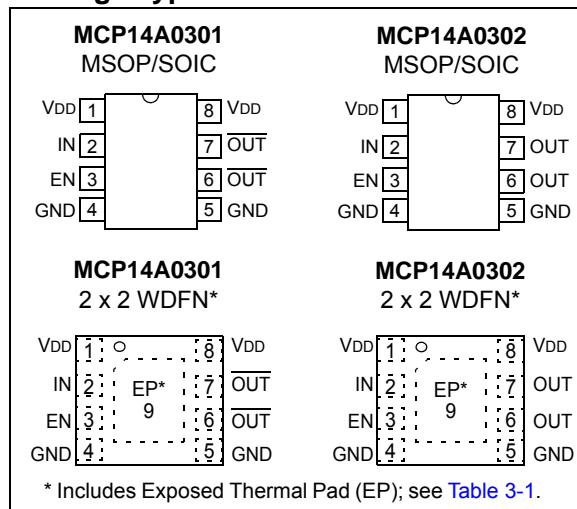 MCP14A0301
MSOP/SOIC
VDD 1 8 VDD
IN 2 7 O̅U̅T̅
EN 3 6 O̅U̅T̅
GND 4 5 GND
MCP14A0302
MSOP/SOIC
VDD 1 8 VDD
IN 2 7 OUT
EN 3 6 OUT
GND 4 5 GND
MCP14A0301
2 x 2 WDFN*
VDD 1 8 VDD
IN 2 EP* 7 O̅U̅T̅
EN 3 9 6 O̅U̅T̅
GND 4 5 GND
MCP14A0302
2 x 2 WDFN*
VDD 1 8 VDD
IN 2 EP* 7 OUT
EN 3 9 6 OUT
GND 4 5 GND
* Includes Exposed Thermal Pad (EP); see Table 3-1.